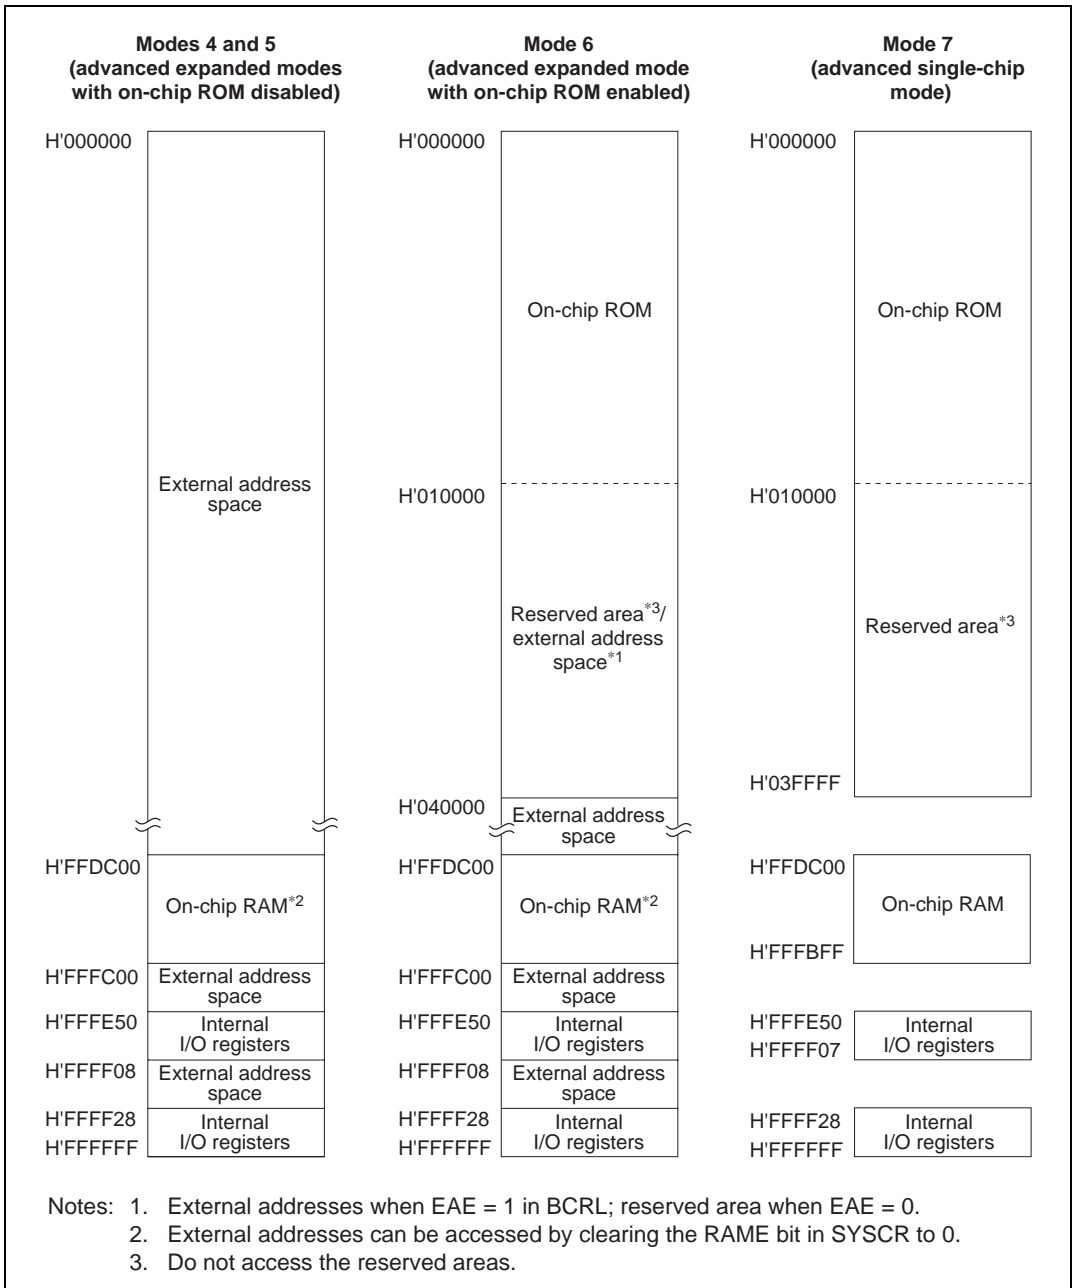 Modes 4 and 5
(advanced expanded modes
with on-chip ROM disabled)
H'000000
External address
space
H'FFDC00
On-chip RAM*2
H'FFFC00
External address
space
H'FFFE50
Internal
I/O registers
H'FFFF08
External address
space
H'FFFF28
Internal
I/O registers
H'FFFFFF
Mode 6
(advanced expanded mode
with on-chip ROM enabled)
H'000000
On-chip ROM
H'010000
Reserved area*3/
external address
space*1
H'040000
External address
space
H'FFDC00
On-chip RAM*2
H'FFFC00
External address
space
H'FFFE50
Internal
I/O registers
H'FFFF08
External address
space
H'FFFF28
Internal
I/O registers
H'FFFFFF
Mode 7
(advanced single-chip
mode)
H'000000
On-chip ROM
H'010000
Reserved area*3
H'03FFFF
H'FFDC00
On-chip RAM
H'FFFBFF
H'FFFE50
Internal
I/O registers
H'FFFF07
H'FFFF28
Internal
I/O registers
H'FFFFFF
Notes: 1. External addresses when EAE = 1 in BCRL; reserved area when EAE = 0.
2. External addresses can be accessed by clearing the RAME bit in SYSCR to 0.
3. Do not access the reserved areas.